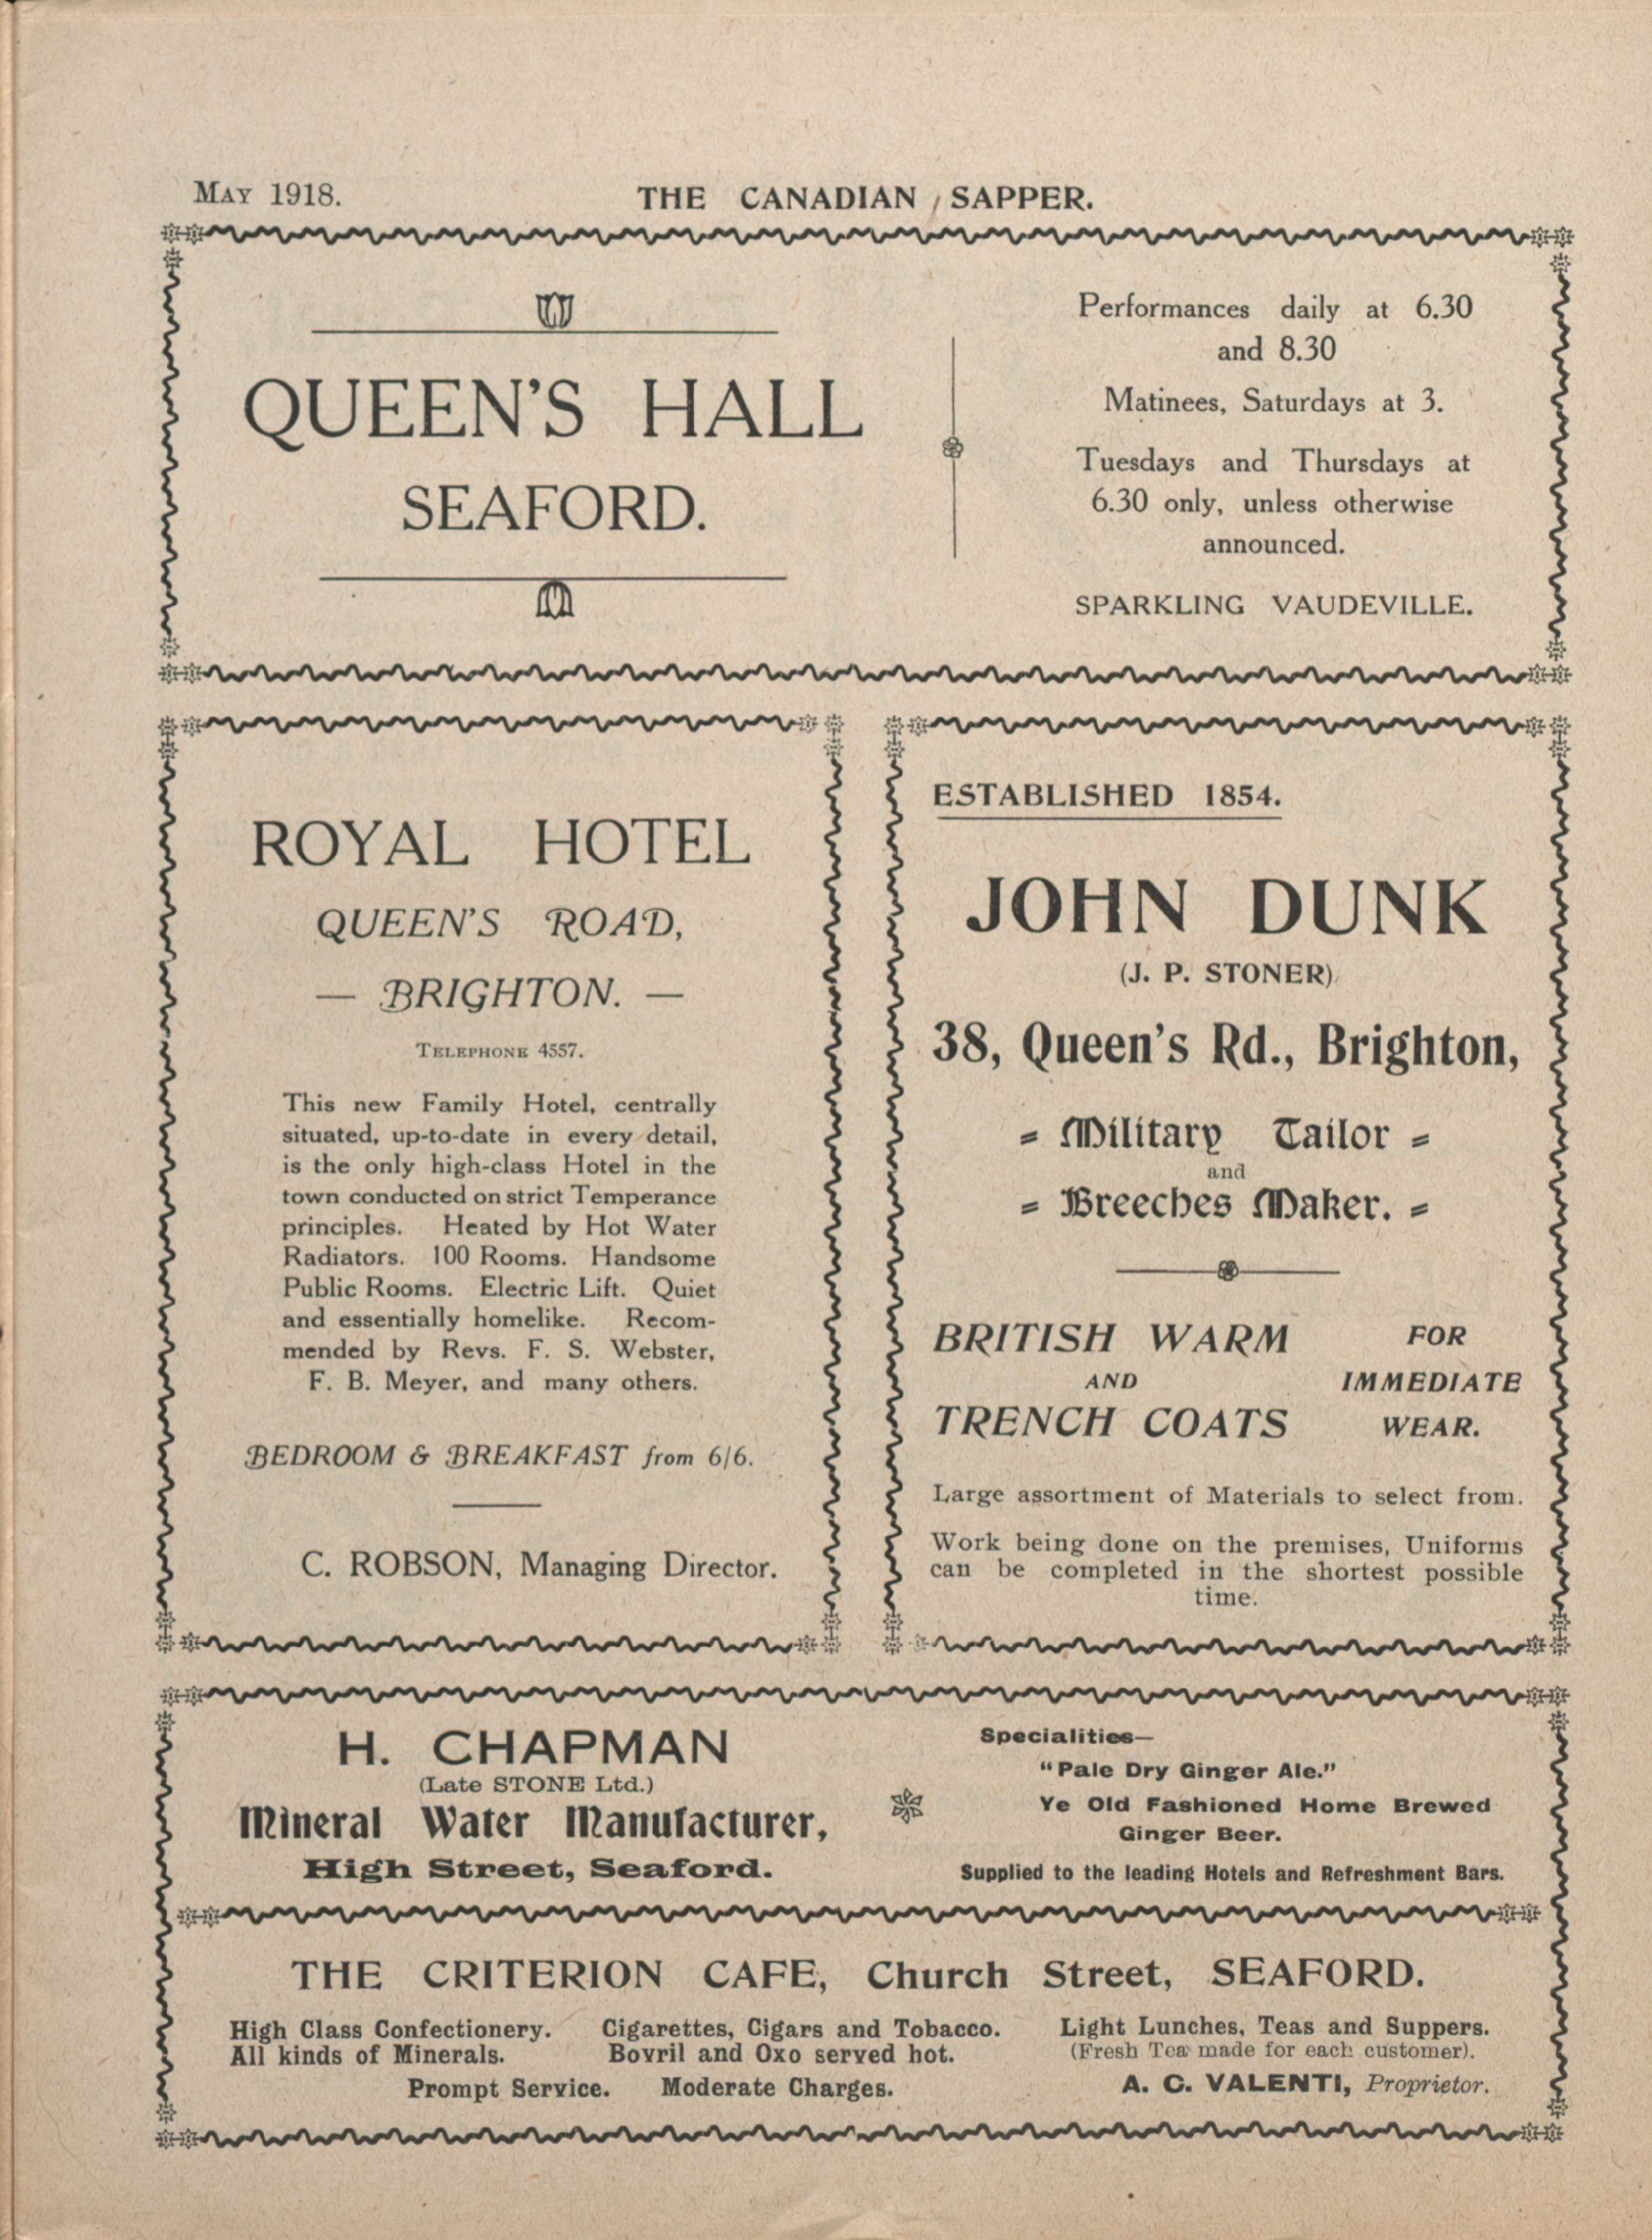 MAY 1918.
THE CANADIAN SAPPER.
QUEEN'S HALL
SEAFORD.
Performances daily at 6.30
and 8.30
Matinees, Saturdays at 3.
Tuesdays and Thursdays at
6.30 only, unless otherwise
announced.
SPARKLING VAUDEVILLE.
ROYAL HOTEL
QUEEN'S ROAD,
— BRIGHTON. —
TELEPHONE 4557.
This new Family Hotel, centrally
situated, up-to-date in every detail,
is the only high-class Hotel in the
town conducted on strict Temperance
principles. Heated by Hot Water
Radiators. 100 Rooms. Handsome
Public Rooms. Electric Lift. Quiet
and essentially homelike. Recom-
mended by Revs. F. S. Webster,
F. B. Meyer, and many others.
BEDROOM & BREAKFAST from 6/6.
C. ROBSON, Managing Director.
ESTABLISHED 1854.
JOHN DUNK
(J. P. STONER)
38, Queen's Rd., Brighton,
= Military Tailor =
and
= Breeches Maker. =
BRITISH WARM
AND
TRENCH COATS
FOR
IMMEDIATE
WEAR.
Large assortment of Materials to select from.
Work being done on the premises, Uniforms
can be completed in the shortest possible
time.
H. CHAPMAN
(Late STONE Ltd.)
Mineral Water Manufacturer,
High Street, Seaford.
Specialities—
"Pale Dry Ginger Ale."
Ye Old Fashioned Home Brewed
Ginger Beer.
Supplied to the leading Hotels and Refreshment Bars.
THE CRITERION CAFE, Church Street, SEAFORD.
High Class Confectionery. Cigarettes, Cigars and Tobacco. Light Lunches, Teas and Suppers.
All kinds of Minerals. Bovril and Oxo served hot. (Fresh Tea made for each customer).
Prompt Service. Moderate Charges. A. C. VALENTI, Proprietor.